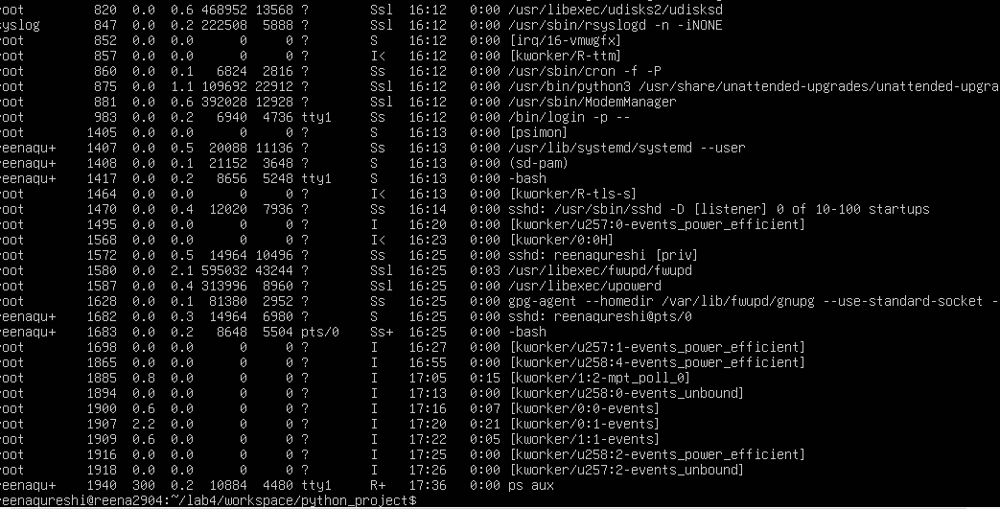 oot 820 0.0 0.6 468952 13568 ? Ssl 16:12 0:00 /usr/libexec/udisks2/udisksd
syslog 847 0.0 0.2 222508 5888 ? Ssl 16:12 0:00 /usr/sbin/rsyslogd -n -iNONE
oot 852 0.0 0.0 0 0 ? S 16:12 0:00 [irq/16-vmwgfx]
oot 857 0.0 0.0 0 0 ? I< 16:12 0:00 [kworker/R-ttm]
oot 860 0.0 0.1 6824 2816 ? Ss 16:12 0:00 /usr/sbin/cron -f -P
oot 875 0.0 1.1 109692 22912 ? Ssl 16:12 0:00 /usr/bin/python3 /usr/share/unattended-upgrades/unattended-upgra
oot 881 0.0 0.6 392028 12928 ? Ssl 16:12 0:00 /usr/sbin/ModemManager
oot 983 0.0 0.2 6940 4736 tty1 Ss 16:12 0:00 /bin/login -p --
oot 1405 0.0 0.0 0 0 ? S 16:13 0:00 [psimon]
reenaqu+ 1407 0.0 0.5 20088 11136 ? Ss 16:13 0:00 /usr/lib/systemd/systemd --user
reenaqu+ 1408 0.0 0.1 21152 3648 ? S 16:13 0:00 (sd-pam)
reenaqu+ 1417 0.0 0.2 8656 5248 tty1 S 16:13 0:00 -bash
oot 1464 0.0 0.0 0 0 ? I< 16:13 0:00 [kworker/R-tls-s]
oot 1470 0.0 0.4 12020 7936 ? Ss 16:14 0:00 sshd: /usr/sbin/sshd -D [listener] 0 of 10-100 startups
oot 1495 0.0 0.0 0 0 ? I 16:20 0:00 [kworker/u257:0-events_power_efficient]
oot 1568 0.0 0.0 0 0 ? I< 16:23 0:00 [kworker/0:0H]
oot 1572 0.0 0.5 14964 10496 ? Ss 16:25 0:00 sshd: reenaqureshi [priv]
oot 1580 0.0 2.1 595032 43244 ? Ssl 16:25 0:03 /usr/libexec/fwupd/fwupd
oot 1587 0.0 0.4 313996 8960 ? Ssl 16:25 0:00 /usr/libexec/upowerd
oot 1628 0.0 0.1 81380 2952 ? Ss 16:25 0:00 gpg-agent --homedir /var/lib/fwupd/gnupg --use-standard-socket -
reenaqu+ 1682 0.0 0.3 14964 6980 ? S 16:25 0:00 sshd: reenaqureshi@pts/0
reenaqu+ 1683 0.0 0.2 8648 5504 pts/0 Ss+ 16:25 0:00 -bash
oot 1698 0.0 0.0 0 0 ? I 16:27 0:00 [kworker/u257:1-events_power_efficient]
oot 1865 0.0 0.0 0 0 ? I 16:55 0:00 [kworker/u258:4-events_power_efficient]
oot 1885 0.8 0.0 0 0 ? I 17:05 0:15 [kworker/1:2-mpt_poll_0]
oot 1894 0.0 0.0 0 0 ? I 17:13 0:00 [kworker/u258:0-events_unbound]
oot 1900 0.6 0.0 0 0 ? I 17:16 0:07 [kworker/0:0-events]
oot 1907 2.2 0.0 0 0 ? I 17:20 0:21 [kworker/0:1-events]
oot 1909 0.6 0.0 0 0 ? I 17:22 0:05 [kworker/1:1-events]
oot 1916 0.0 0.0 0 0 ? I 17:25 0:00 [kworker/u258:2-events_power_efficient]
oot 1918 0.0 0.0 0 0 ? I 17:26 0:00 [kworker/u257:2-events_unbound]
reenaqu+ 1940 300 0.2 10884 4480 tty1 R+ 17:36 0:00 ps aux
reenaqureshi@reena2904:~/lab4/workspace/python_project$